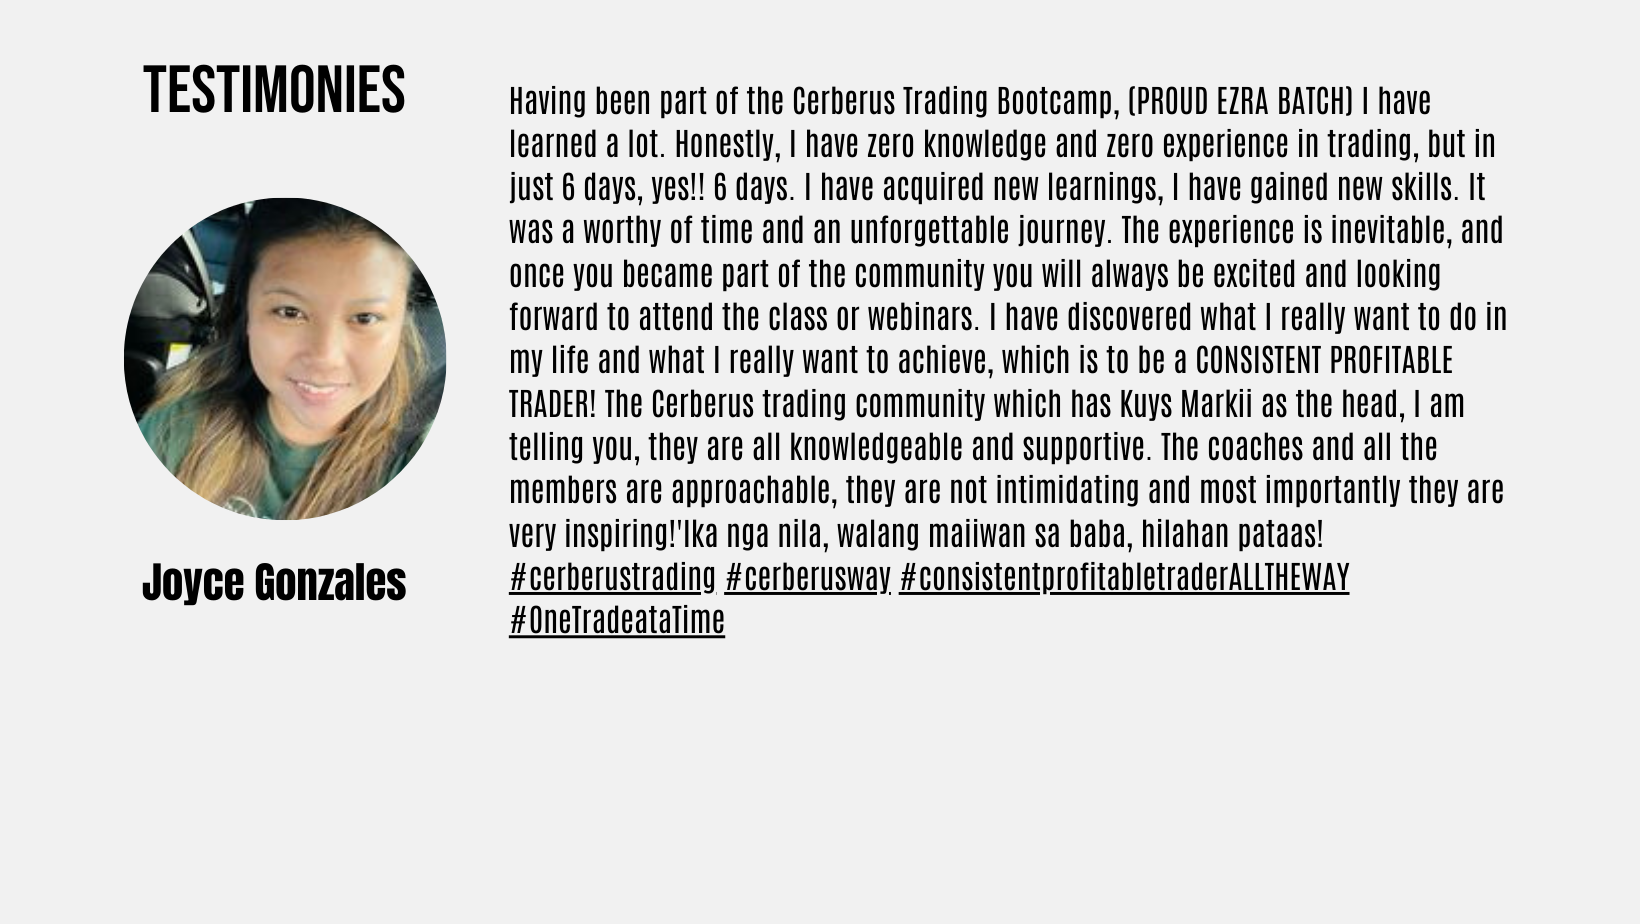 TESTIMONIES
Having been part of the Cerberus Trading Bootcamp, (PROUD EZRA BATCH) I have
learned a lot. Honestly, I have zero knowledge and zero experience in trading, but in
just 6 days, yes!! 6 days. I have acquired new learnings, I have gained new skills. It
was a worthy of time and an unforgettable journey. The experience is inevitable, and
once you became part of the community you will always be excited and looking
forward to attend the class or webinars. I have discovered what I really want to do in
my life and what I really want to achieve, which is to be a CONSISTENT PROFITABLE
TRADER! The Cerberus trading community which has Kuys Markii as the head, I am
telling you, they are all knowledgeable and supportive. The coaches and all the
members are approachable, they are not intimidating and most importantly they are
very inspiring!'Ika nga nila, walang maiiwan sa baba, hilahan pataas!
#cerberustrading #cerberusway #consistentprofitabletraderALLTHEWAY
#OneTradeataTime
Joyce Gonzales